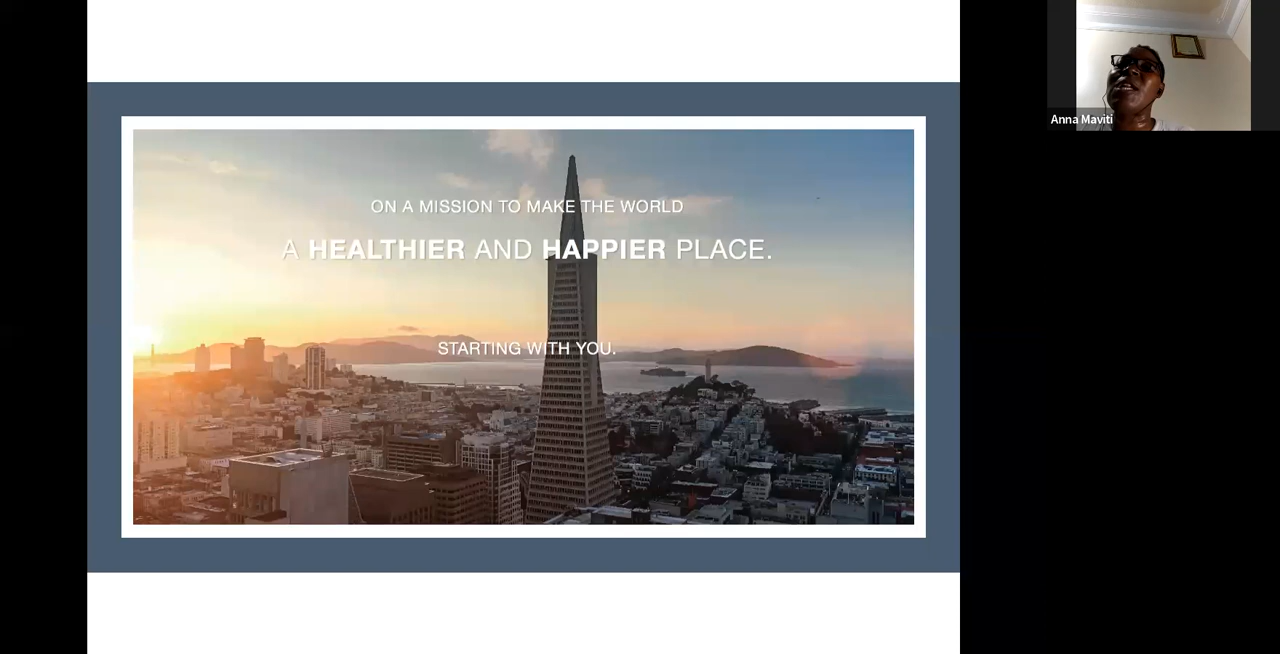 ON A MISSION TO MAKE THE WORLD
A HEALTHIER AND HAPPIER PLACE.
STARTING WITH YOU.
Anna Maviti